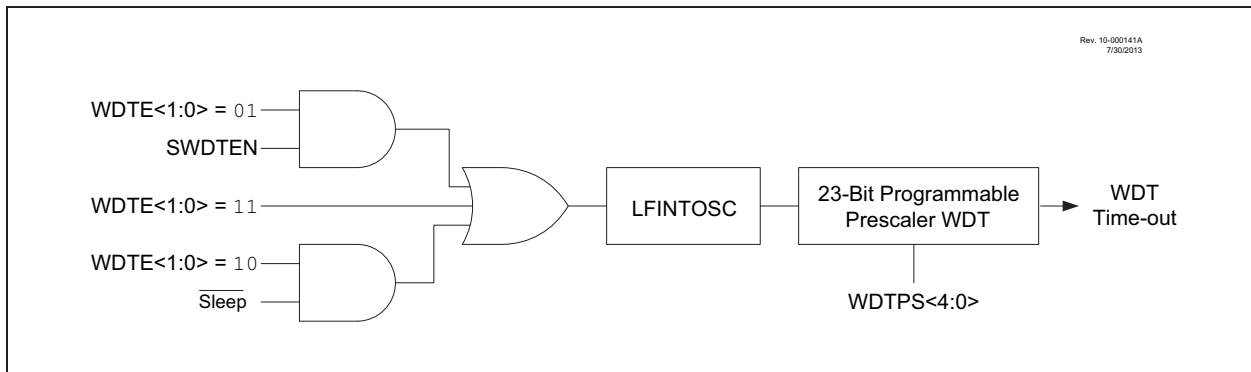 Rev. 10-000141A
7/30/2013
WDTE<1:0> = 01
SWDTEN
WDTE<1:0> = 11
WDTE<1:0> = 10
Sleep
LFINTOSC
23-Bit Programmable
Prescaler WDT
WDT
Time-out
WDTPS<4:0>